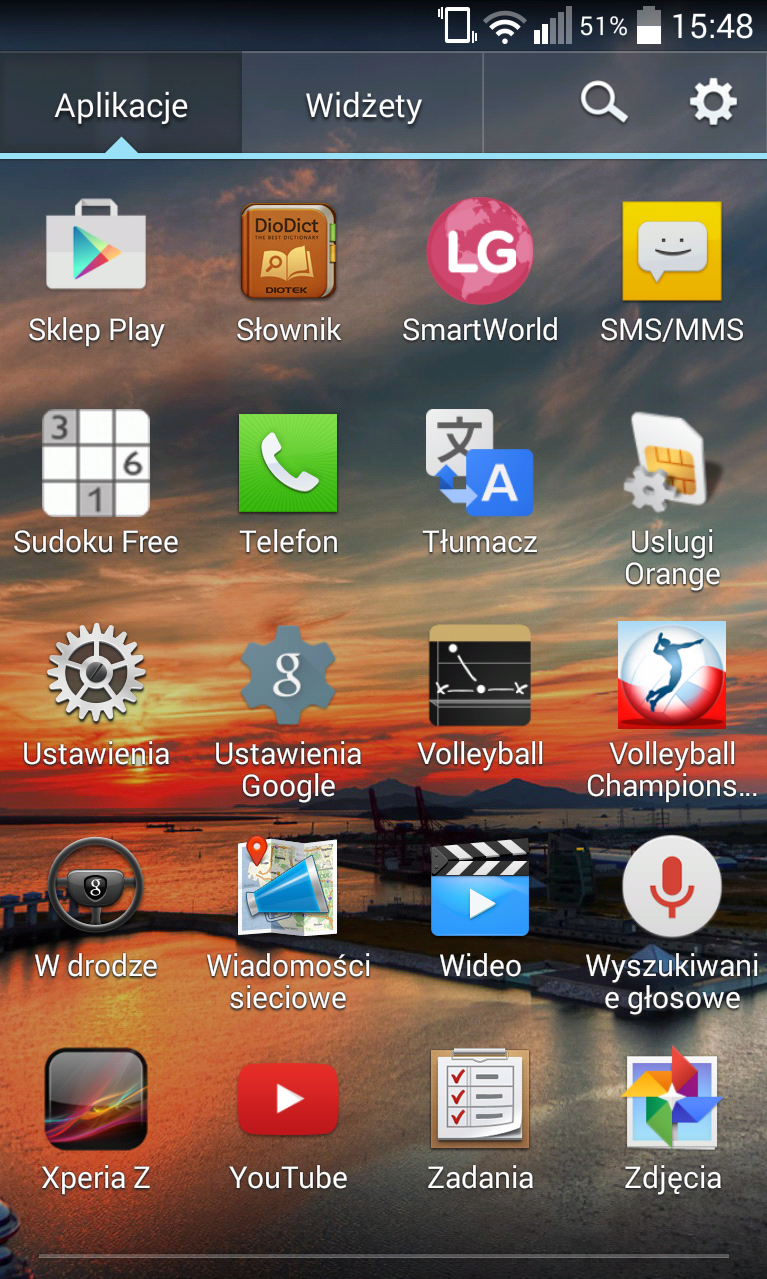 51% 15:48
Aplikacje Widżety
DioDict
THE BEST DICTIONARY
DIOTEK
LG
Sklep Play Słownik SmartWorld SMS/MMS
3
6
1
文
A
Sudoku Free Telefon Tłumacz Uslugi
Orange
g
Ustawienia Ustawienia Volleyball Volleyball
Google Champions...
g
W drodze Wiadomości Wideo Wyszukiwani
sieciowe e głosowe
Xperia Z YouTube Zadania Zdjęcia